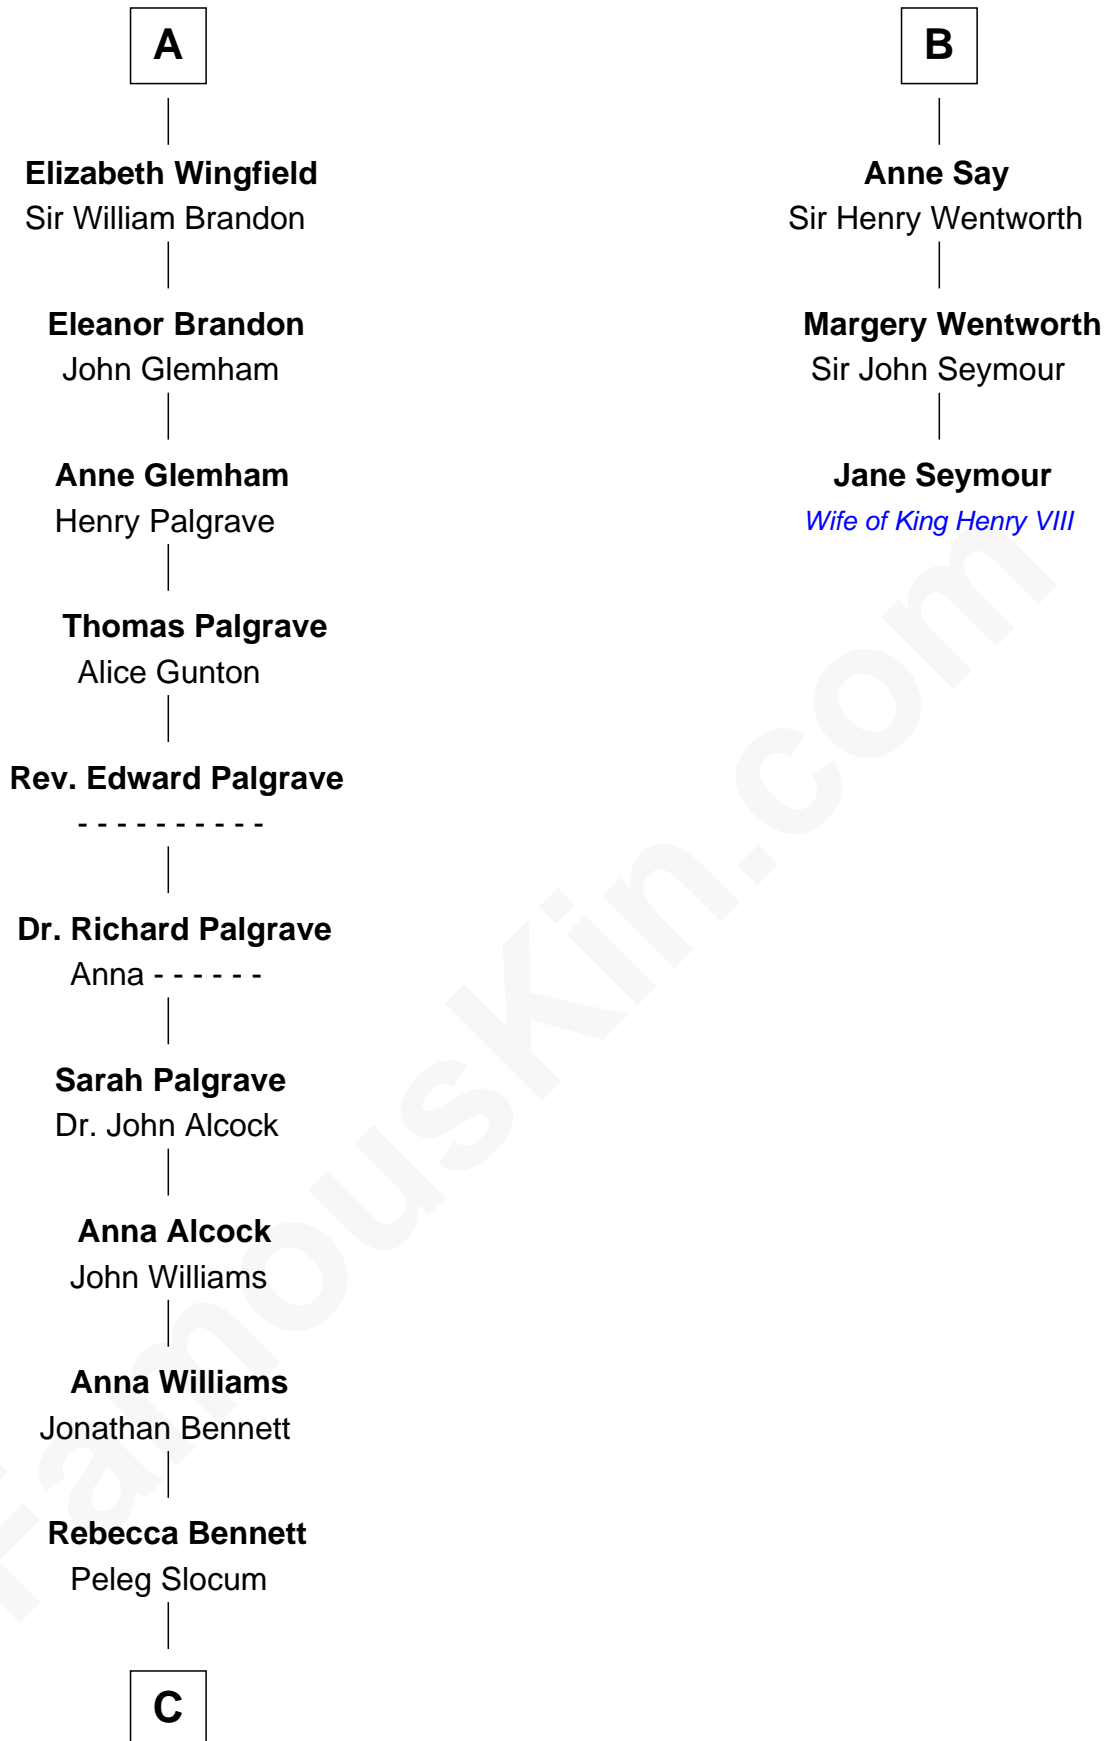 A
Elizabeth Wingfield
Sir William Brandon
Eleanor Brandon
John Glemham
Anne Glemham
Henry Palgrave
Thomas Palgrave
Alice Gunton
Rev. Edward Palgrave
- - - - - - - - - -
Dr. Richard Palgrave
Anna - - - - - -
Sarah Palgrave
Dr. John Alcock
Anna Alcock
John Williams
Anna Williams
Jonathan Bennett
Rebecca Bennett
Peleg Slocum
C
B
Anne Say
Sir Henry Wentworth
Margery Wentworth
Sir John Seymour
Jane Seymour
Wife of King Henry VIII
FamousKin.com